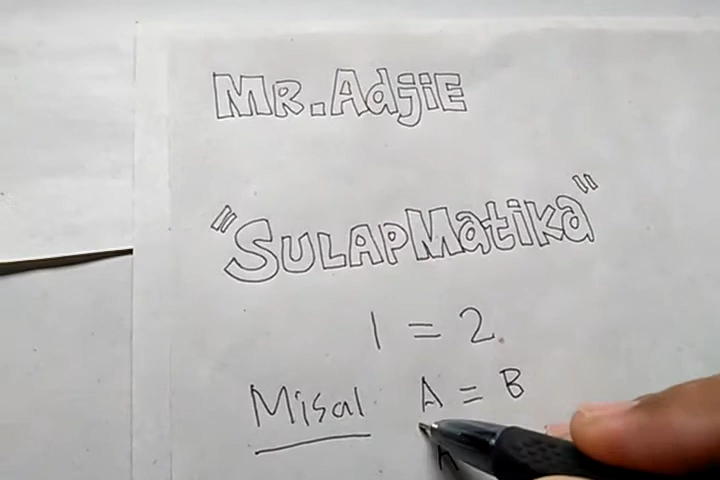 Mr. Adjie
"SulapMatika"
1 = 2
Misal A = B